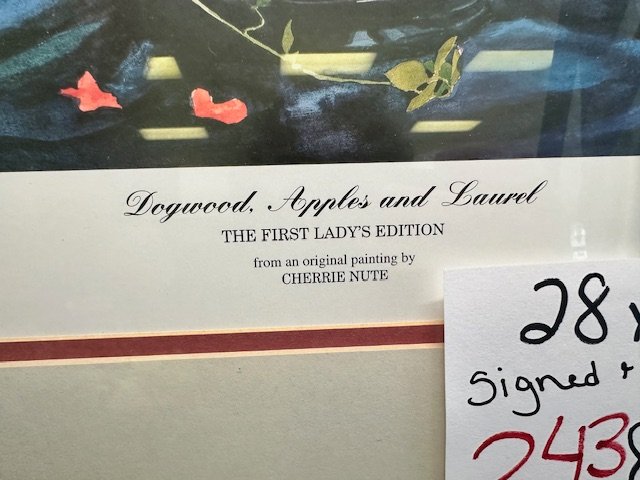 Dogwood, Apples and Laurel
THE FIRST LADY'S EDITION
from an original painting by
CHERRIE NUTE
28
Signed +
243